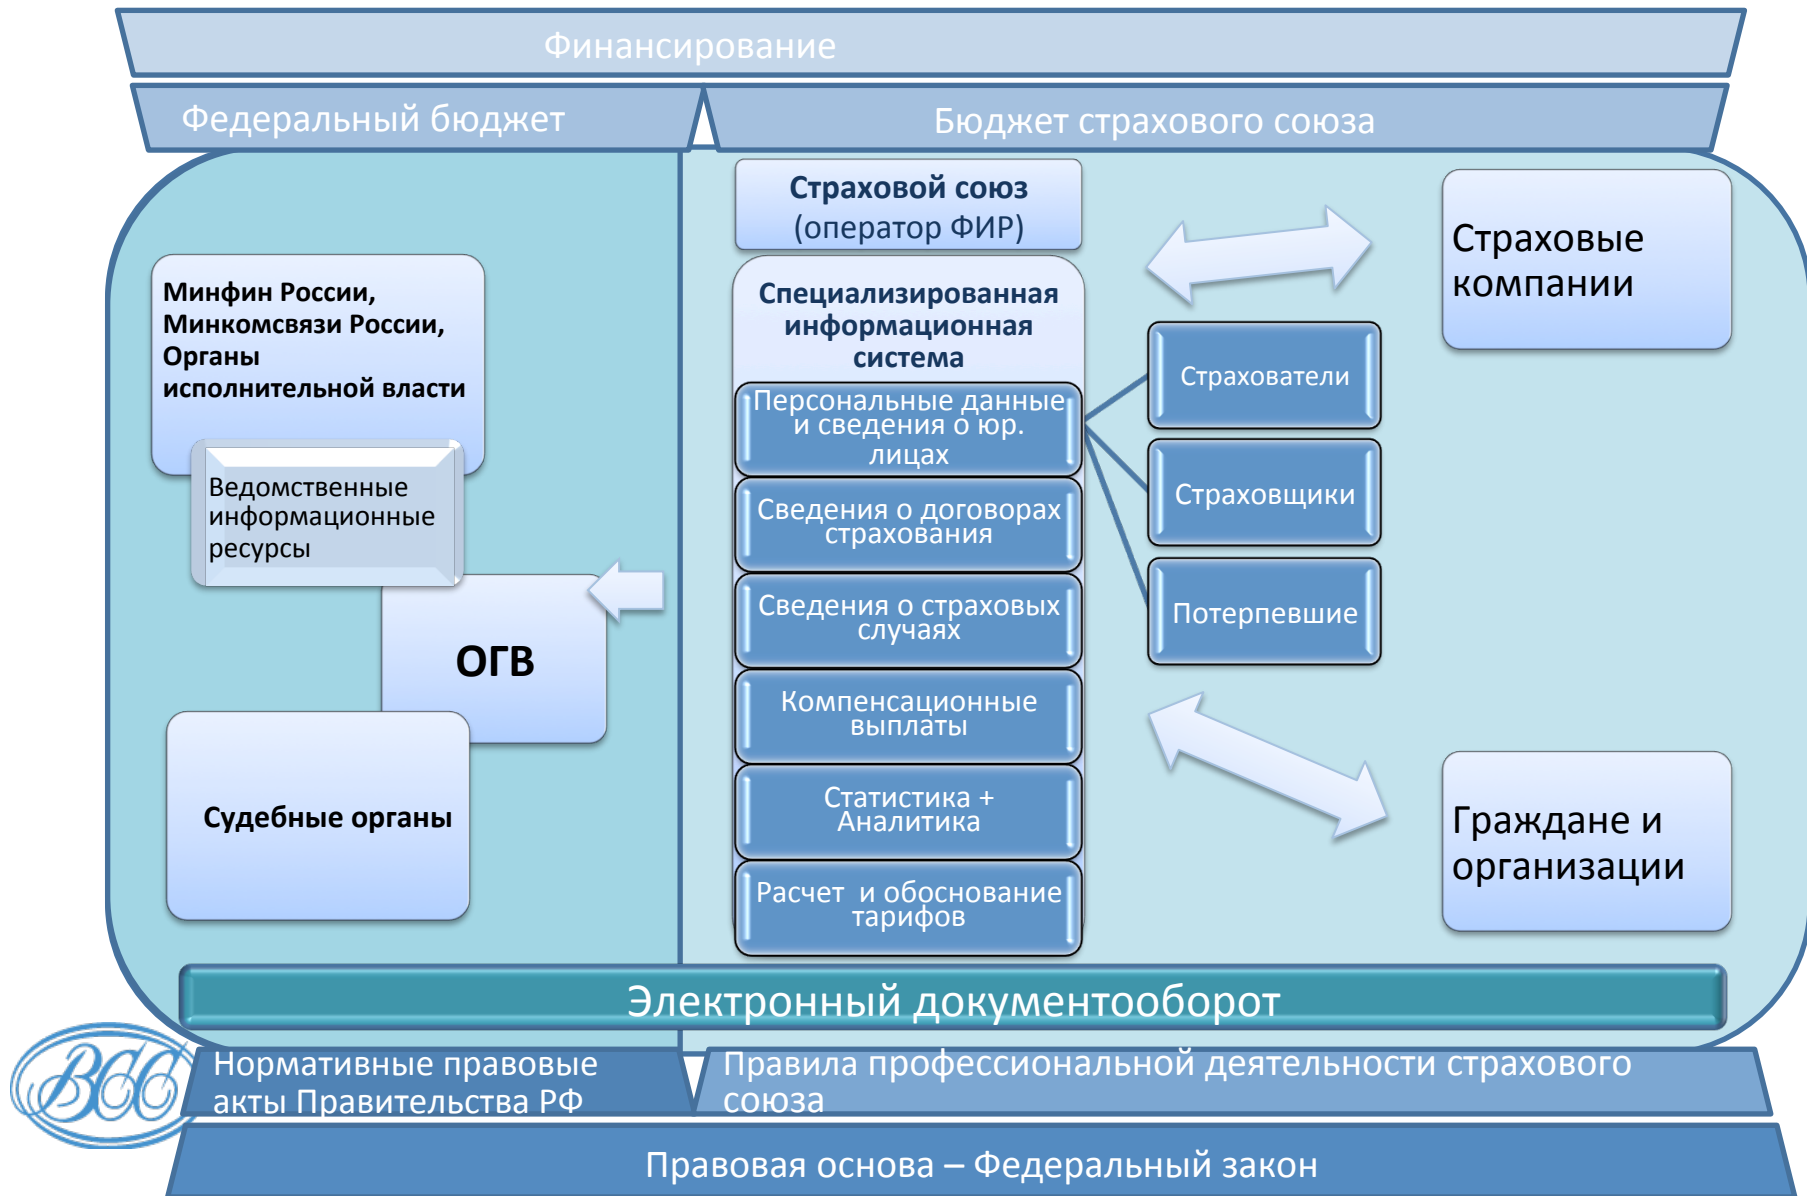 Финансирование
Федеральный бюджет
Бюджет страхового союза
Страховой союз
(оператор ФИР)
Специализированная
информационная
система
Персональные данные
и сведения о юр.
лицах
Сведения о договорах
страхования
Сведения о страховых
случаях
Компенсационные
выплаты
Статистика +
Аналитика
Расчет и обоснование
тарифов
Минфин России,
Минкомсвязи России,
Органы
исполнительной власти
Ведомственные
информационные
ресурсы
ОГВ
Судебные органы
Страхователи
Страховщики
Потерпевшие
Страховые
компании
Граждане и
организации
Электронный документооборот
ВСС
Нормативные правовые
акты Правительства РФ
Правила профессиональной деятельности страхового
союза
Правовая основа – Федеральный закон